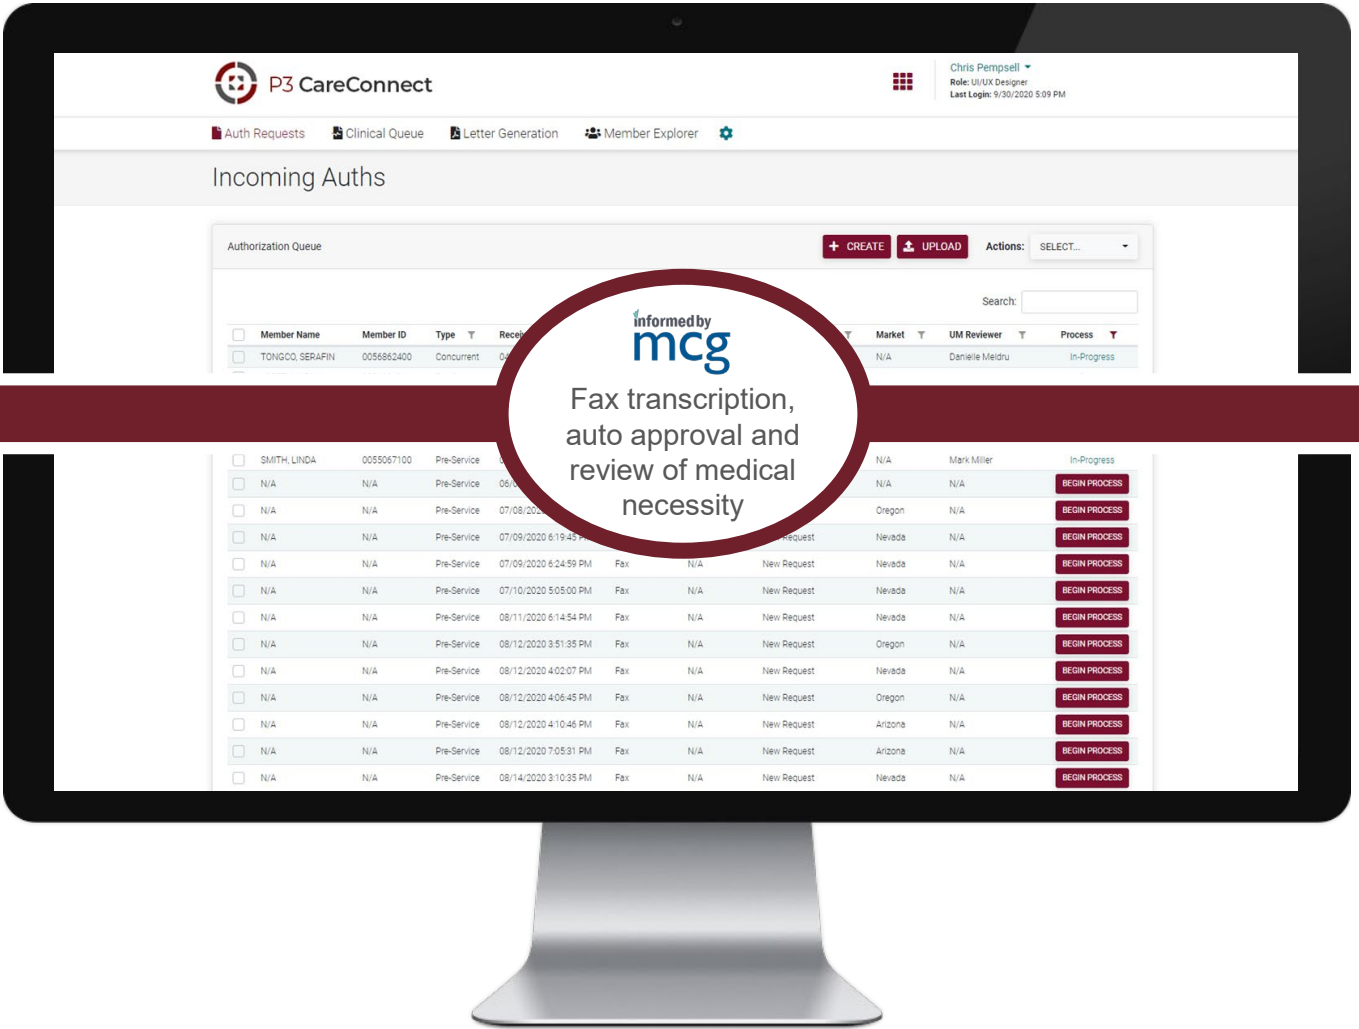 P3 CareConnect
Chris Pempsell
Role: UI/UX Designer
Last Login: 9/30/2020 5:09 PM
Auth Requests Clinical Queue Letter Generation Member Explorer
Incoming Auths
Authorization Queue + CREATE UPLOAD Actions: SELECT...
Search:
Member Name Member ID Type Market UM Reviewer Process
TONGCO, SERAFIN 0056862400 Concurrent N/A Danielle Meldru In-Progress
informed by
mcg
Fax transcription,
auto approval and
review of medical
necessity
SMITH, LINDA 0055067100 Pre-Service N/A Mark Miller In-Progress
N/A N/A Pre-Service N/A N/A BEGIN PROCESS
N/A N/A Pre-Service Oregon N/A BEGIN PROCESS
N/A N/A Pre-Service 07/09/2020 6:19:45 Request Nevada N/A BEGIN PROCESS
N/A N/A Pre-Service 07/09/2020 6:24:59 PM Fax N/A New Request Nevada N/A BEGIN PROCESS
N/A N/A Pre-Service 07/10/2020 5:05:00 PM Fax N/A New Request Nevada N/A BEGIN PROCESS
N/A N/A Pre-Service 08/11/2020 6:14:54 PM Fax N/A New Request Nevada N/A BEGIN PROCESS
N/A N/A Pre-Service 08/12/2020 3:51:35 PM Fax N/A New Request Oregon N/A BEGIN PROCESS
N/A N/A Pre-Service 08/12/2020 4:02:07 PM Fax N/A New Request Nevada N/A BEGIN PROCESS
N/A N/A Pre-Service 08/12/2020 4:06:45 PM Fax N/A New Request Oregon N/A BEGIN PROCESS
N/A N/A Pre-Service 08/12/2020 4:10:46 PM Fax N/A New Request Arizona N/A BEGIN PROCESS
N/A N/A Pre-Service 08/12/2020 7:05:31 PM Fax N/A New Request Arizona N/A BEGIN PROCESS
N/A N/A Pre-Service 08/14/2020 3:10:35 PM Fax N/A New Request Nevada N/A BEGIN PROCESS